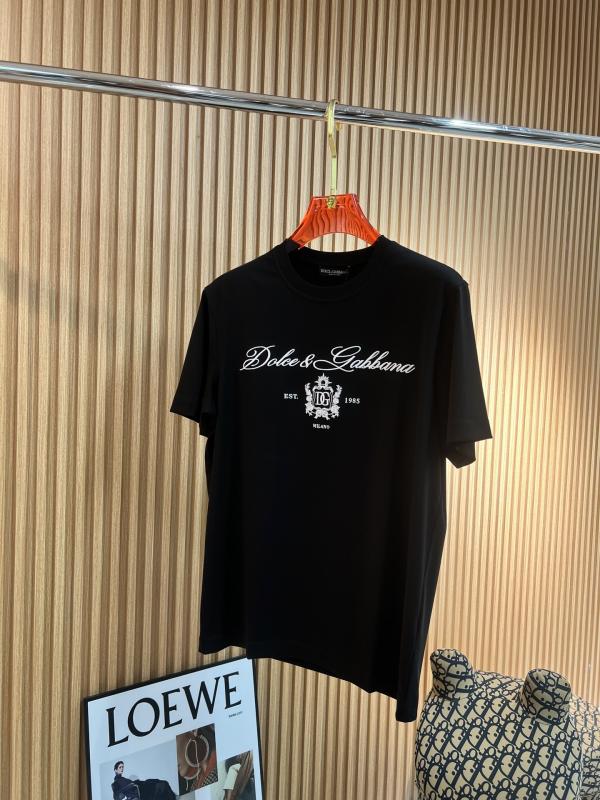 DOLCE & GABBANA
Dolce & Gabbana
EST. DG 1985
MILANO
LOEWE